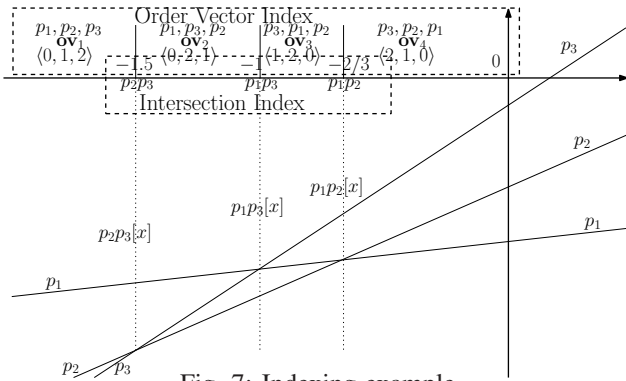 Order Vector Index
p₁, p₂, p₃ p₁, p₃, p₂ p₃, p₁, p₂ p₃, p₂, p₁
ov₁ ov₂ ov₃ ov₄
⟨0, 1, 2⟩ ⟨0, 2, 1⟩ ⟨1, 2, 0⟩ ⟨2, 1, 0⟩
−1.5 −1 −2/3 0
p₂p₃ p₁p₃ p₁p₂
Intersection Index
p₃
p₂
p₁p₂[x]
p₁p₃[x]
p₁
p₂p₃[x]
p₁
p₂ p₃
Fig. 7: Indexing example